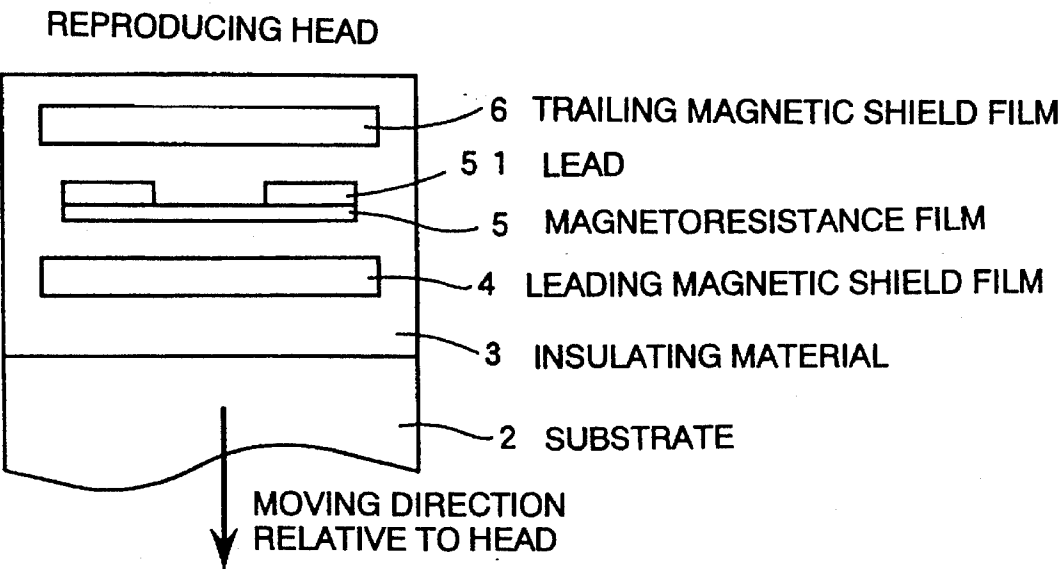 REPRODUCING HEAD
6 TRAILING MAGNETIC SHIELD FILM
5 1 LEAD
5 MAGNETORESISTANCE FILM
4 LEADING MAGNETIC SHIELD FILM
3 INSULATING MATERIAL
2 SUBSTRATE
MOVING DIRECTION
RELATIVE TO HEAD